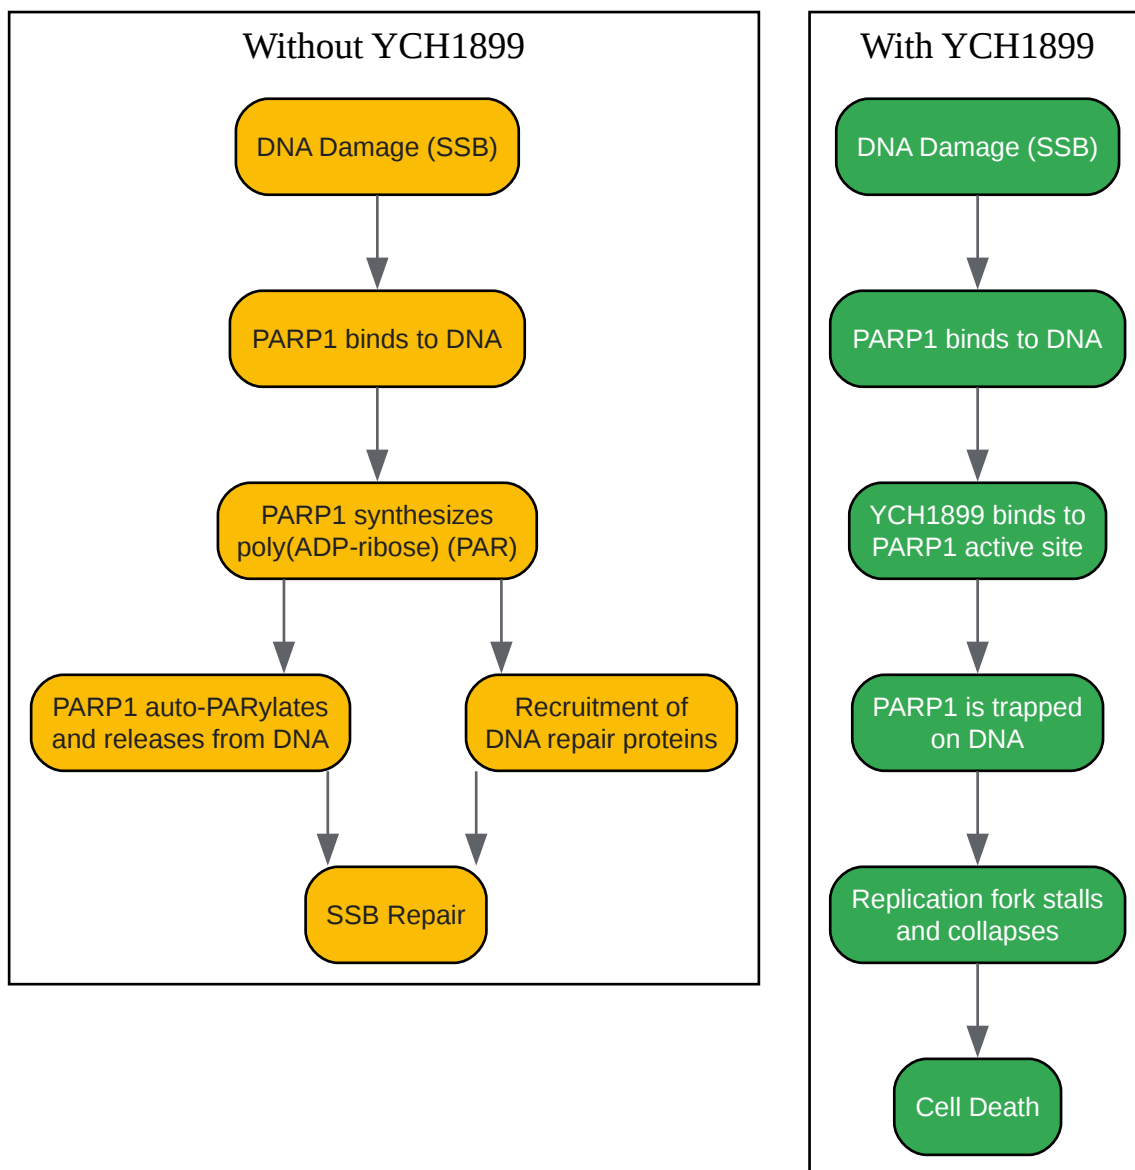 Without YCH1899
DNA Damage (SSB)
PARP1 binds to DNA
PARP1 synthesizes
poly(ADP-ribose) (PAR)
PARP1 auto-PARylates
and releases from DNA
Recruitment of
DNA repair proteins
SSB Repair
With YCH1899
DNA Damage (SSB)
PARP1 binds to DNA
YCH1899 binds to
PARP1 active site
PARP1 is trapped
on DNA
Replication fork stalls
and collapses
Cell Death